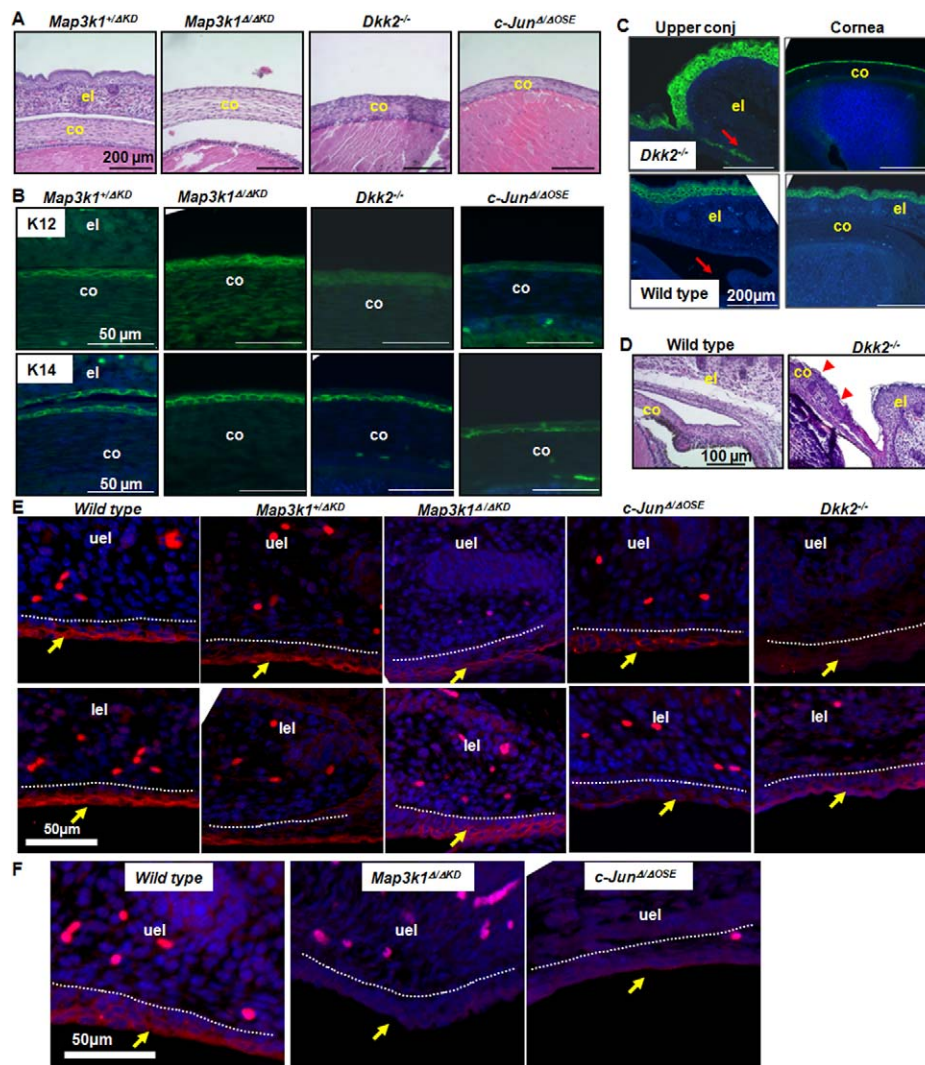 A
Map3k1+/ΔKD
Map3k1Δ/ΔKD
Dkk2-/-
c-JunΔ/ΔOSE
el
co
200 µm
co
co
co
B
Map3k1+/ΔKD
Map3k1Δ/ΔKD
Dkk2-/-
c-JunΔ/ΔOSE
K12
el
co
50 µm
co
co
co
K14
el
co
50 µm
co
co
co
C
Upper conj
Cornea
el
Dkk2-/-
co
el
Wild type
200µm
el
co
D
Wild type
Dkk2-/-
el
co
100 µm
co
el
E
Wild type
Map3k1+/ΔKD
Map3k1Δ/ΔKD
c-JunΔ/ΔOSE
Dkk2-/-
uel
uel
uel
uel
uel
lel
lel
lel
lel
lel
50µm
F
Wild type
Map3k1Δ/ΔKD
c-JunΔ/ΔOSE
uel
uel
uel
50µm